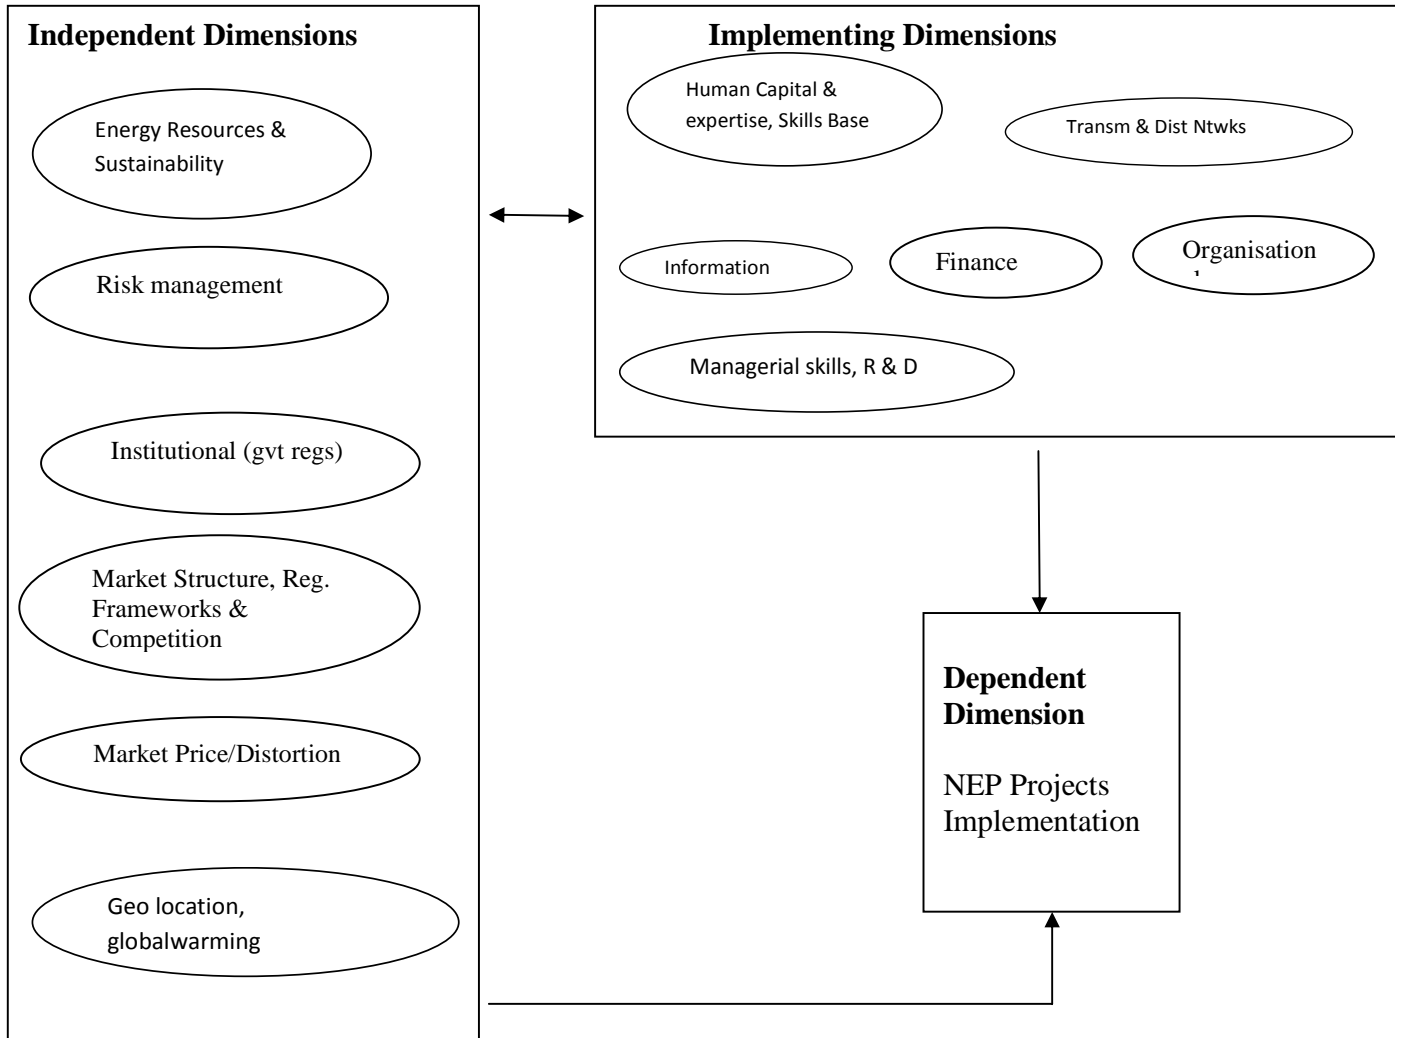 Independent Dimensions
Energy Resources &
Sustainability
Risk management
Institutional (gvt regs)
Market Structure, Reg.
Frameworks &
Competition
Market Price/Distortion
Geo location,
globalwarming
Implementing Dimensions
Human Capital &
expertise, Skills Base
Transm & Dist Ntwks
Information
Finance
Organisation
Managerial skills, R & D
Dependent
Dimension
NEP Projects
Implementation